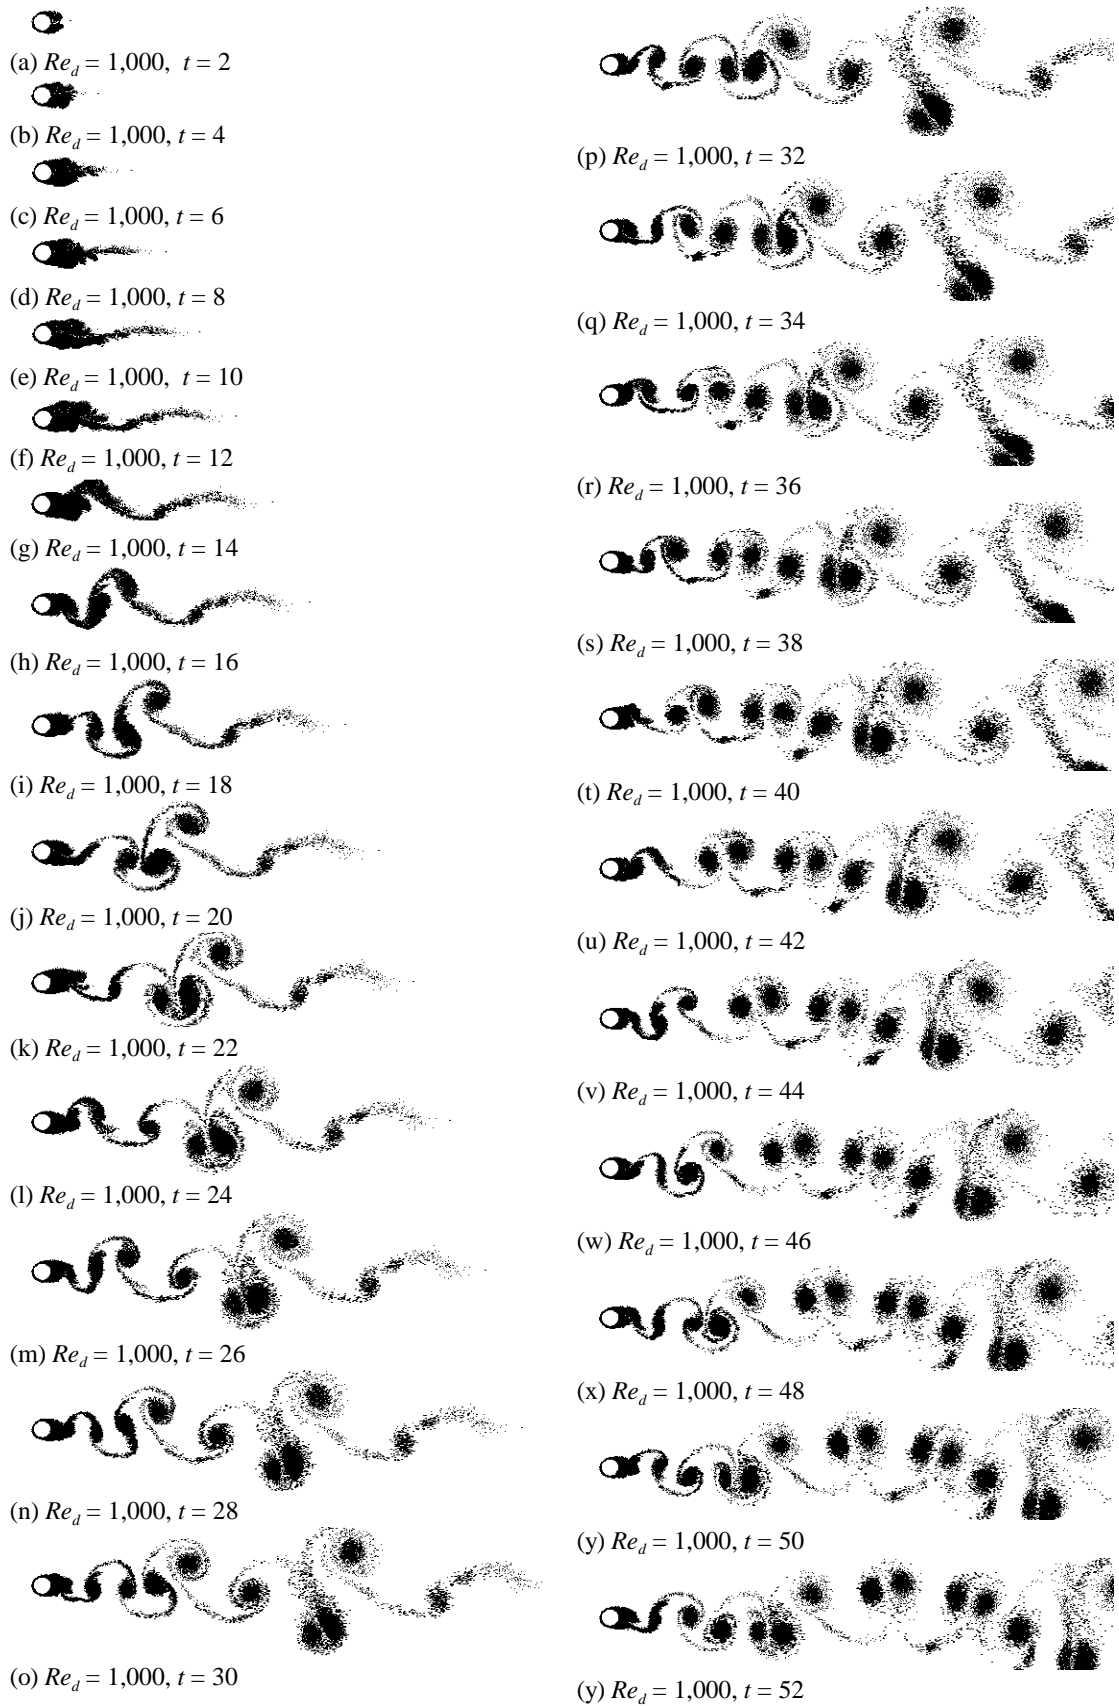 (a) Re_d = 1,000, t = 2
(b) Re_d = 1,000, t = 4
(c) Re_d = 1,000, t = 6
(d) Re_d = 1,000, t = 8
(e) Re_d = 1,000, t = 10
(f) Re_d = 1,000, t = 12
(g) Re_d = 1,000, t = 14
(h) Re_d = 1,000, t = 16
(i) Re_d = 1,000, t = 18
(j) Re_d = 1,000, t = 20
(k) Re_d = 1,000, t = 22
(l) Re_d = 1,000, t = 24
(m) Re_d = 1,000, t = 26
(n) Re_d = 1,000, t = 28
(o) Re_d = 1,000, t = 30
(p) Re_d = 1,000, t = 32
(q) Re_d = 1,000, t = 34
(r) Re_d = 1,000, t = 36
(s) Re_d = 1,000, t = 38
(t) Re_d = 1,000, t = 40
(u) Re_d = 1,000, t = 42
(v) Re_d = 1,000, t = 44
(w) Re_d = 1,000, t = 46
(x) Re_d = 1,000, t = 48
(y) Re_d = 1,000, t = 50
(y) Re_d = 1,000, t = 52